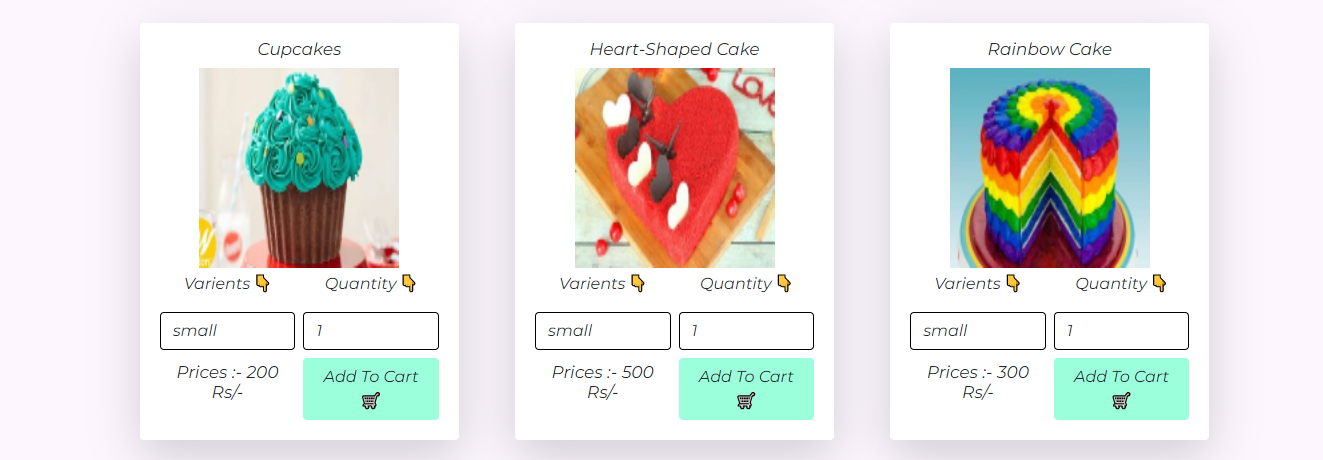 Cupcakes
Varients 👇 Quantity 👇
small 1
Prices :- 200
Rs/-
Add To Cart
🛒
Heart-Shaped Cake
Love
Varients 👇 Quantity 👇
small 1
Prices :- 500
Rs/-
Add To Cart
🛒
Rainbow Cake
Varients 👇 Quantity 👇
small 1
Prices :- 300
Rs/-
Add To Cart
🛒